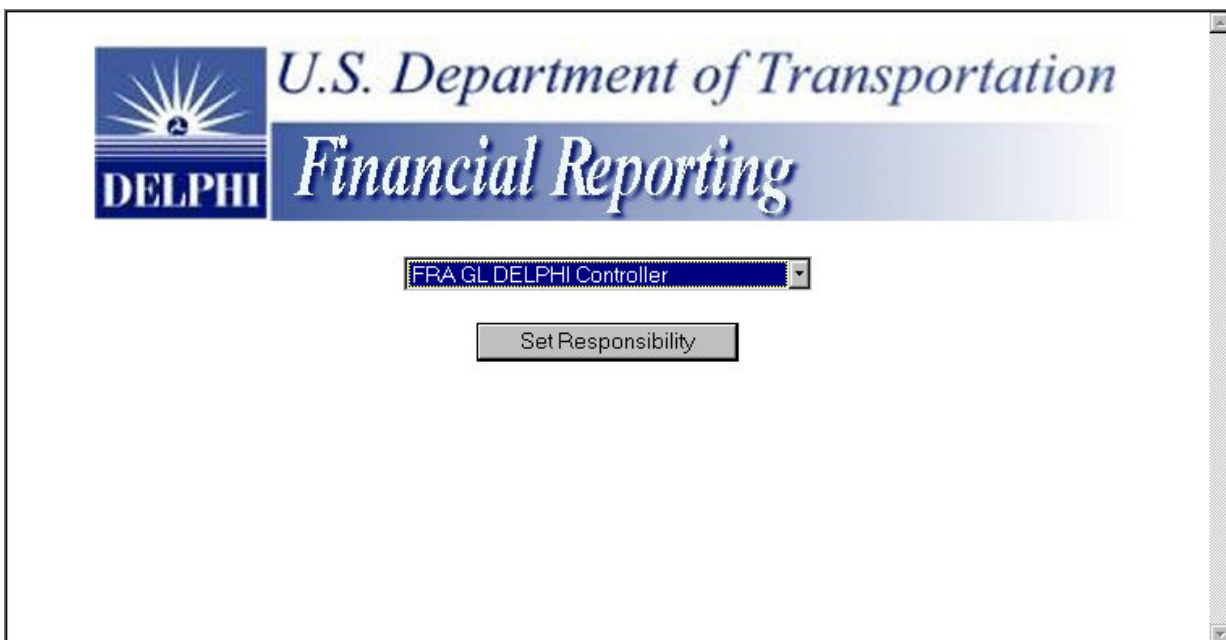 U.S. Department of Transportation
DELPHI
Financial Reporting
FRA GL DELPHI Controller
Set Responsibility